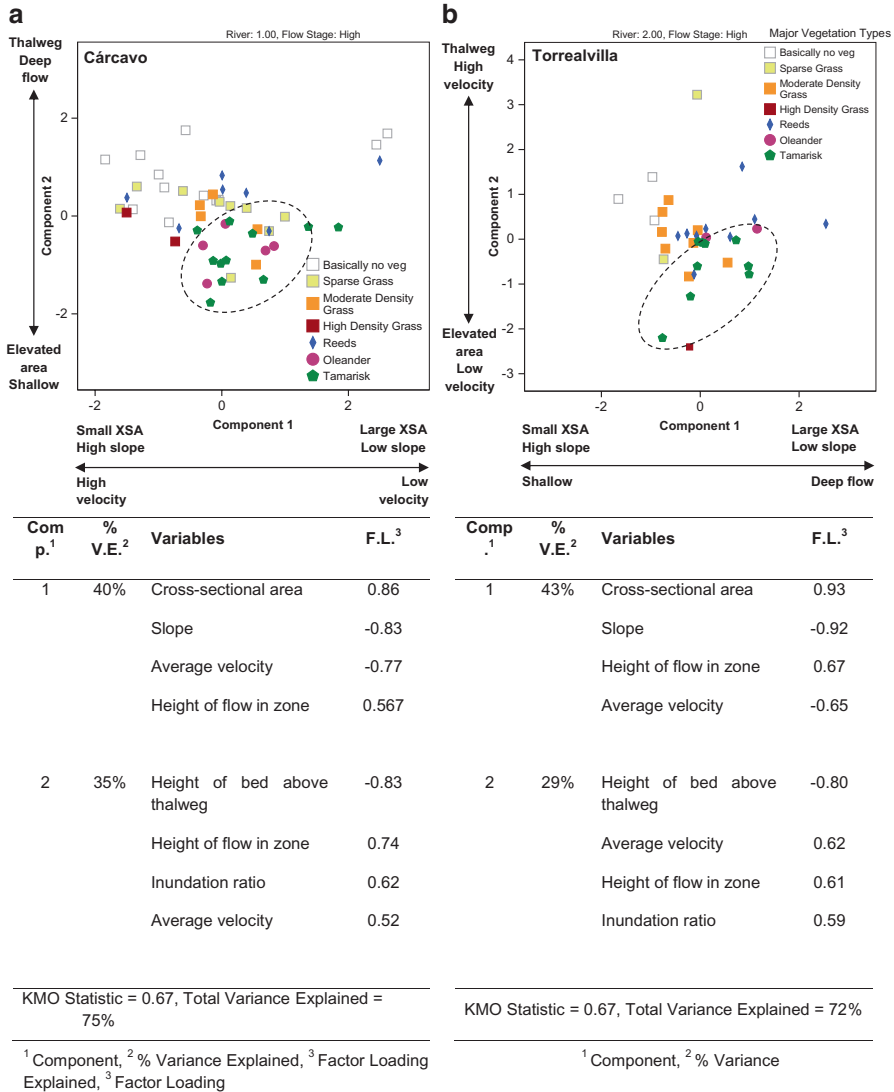 a
River: 1.00, Flow Stage: High
Thalweg
Deep
flow
Cárcavo
2
0
-2
Component 2
Elevated
area
Shallow
Basically no veg
Sparse Grass
Moderate Density
Grass
High Density Grass
Reeds
Oleander
Tamarisk
-2
0
2
Component 1
Small XSA
High slope
Large XSA
Low slope
High
velocity
Low
velocity
b
River: 2.00, Flow Stage: High
Major Vegetation Types
Thalweg
High
velocity
Torrealvilla
4
3
2
1
0
-1
-2
-3
Component 2
Elevated
area
Low
velocity
Basically no veg
Sparse Grass
Moderate Density
Grass
High Density Grass
Reeds
Oleander
Tamarisk
-2
0
2
Component 1
Small XSA
High slope
Large XSA
Low slope
Shallow
Deep flow
Com p.1 % V.E.2 Variables F.L.3
1 40% Cross-sectional area 0.86
Slope -0.83
Average velocity -0.77
Height of flow in zone 0.567
2 35% Height of bed above -0.83
thalweg
Height of flow in zone 0.74
Inundation ratio 0.62
Average velocity 0.52
KMO Statistic = 0.67, Total Variance Explained =
75%
1 Component, 2 % Variance Explained, 3 Factor Loading
Explained, 3 Factor Loading
Comp .1 % V.E.2 Variables F.L.3
1 43% Cross-sectional area 0.93
Slope -0.92
Height of flow in zone 0.67
Average velocity -0.65
2 29% Height of bed above -0.80
thalweg
Average velocity 0.62
Height of flow in zone 0.61
Inundation ratio 0.59
KMO Statistic = 0.67, Total Variance Explained = 72%
1 Component, 2 % Variance